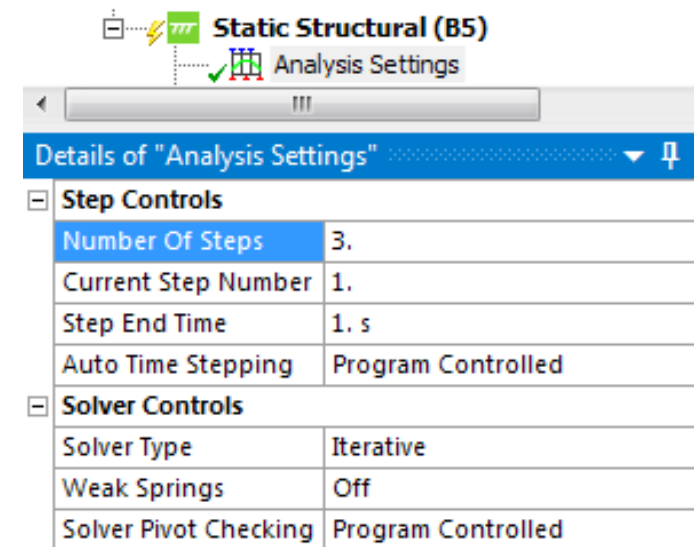 Static Structural (B5)
Analysis Settings
Details of "Analysis Settings"
Step Controls
Number Of Steps 3.
Current Step Number 1.
Step End Time 1. s
Auto Time Stepping Program Controlled
Solver Controls
Solver Type Iterative
Weak Springs Off
Solver Pivot Checking Program Controlled